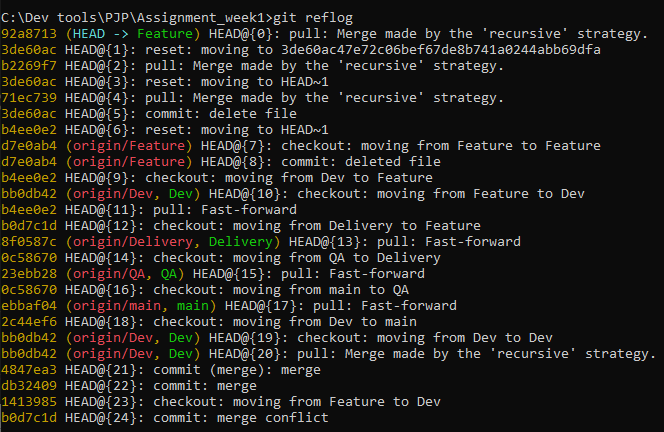 C:\Dev tools\PJP\Assignment_week1>git reflog
92a8713 (HEAD -> Feature) HEAD@{0}: pull: Merge made by the 'recursive' strategy.
3de60ac HEAD@{1}: reset: moving to 3de60ac47e72c06bef67de8b741a0244abb69dfa
b2269f7 HEAD@{2}: pull: Merge made by the 'recursive' strategy.
3de60ac HEAD@{3}: reset: moving to HEAD~1
71ec739 HEAD@{4}: pull: Merge made by the 'recursive' strategy.
3de60ac HEAD@{5}: commit: delete file
b4ee0e2 HEAD@{6}: reset: moving to HEAD~1
d7e0ab4 (origin/Feature) HEAD@{7}: checkout: moving from Feature to Feature
d7e0ab4 (origin/Feature) HEAD@{8}: commit: deleted file
b4ee0e2 HEAD@{9}: checkout: moving from Dev to Feature
bb0db42 (origin/Dev, Dev) HEAD@{10}: checkout: moving from Feature to Dev
b4ee0e2 HEAD@{11}: pull: Fast-forward
b0d7c1d HEAD@{12}: checkout: moving from Delivery to Feature
8f0587c (origin/Delivery, Delivery) HEAD@{13}: pull: Fast-forward
0c58670 HEAD@{14}: checkout: moving from QA to Delivery
23ebb28 (origin/QA, QA) HEAD@{15}: pull: Fast-forward
0c58670 HEAD@{16}: checkout: moving from main to QA
ebbaf04 (origin/main, main) HEAD@{17}: pull: Fast-forward
2c44ef6 HEAD@{18}: checkout: moving from Dev to main
bb0db42 (origin/Dev, Dev) HEAD@{19}: checkout: moving from Dev to Dev
bb0db42 (origin/Dev, Dev) HEAD@{20}: pull: Merge made by the 'recursive' strategy.
4847ea3 HEAD@{21}: commit (merge): merge
db32409 HEAD@{22}: commit: merge
1413985 HEAD@{23}: checkout: moving from Feature to Dev
b0d7c1d HEAD@{24}: commit: merge conflict